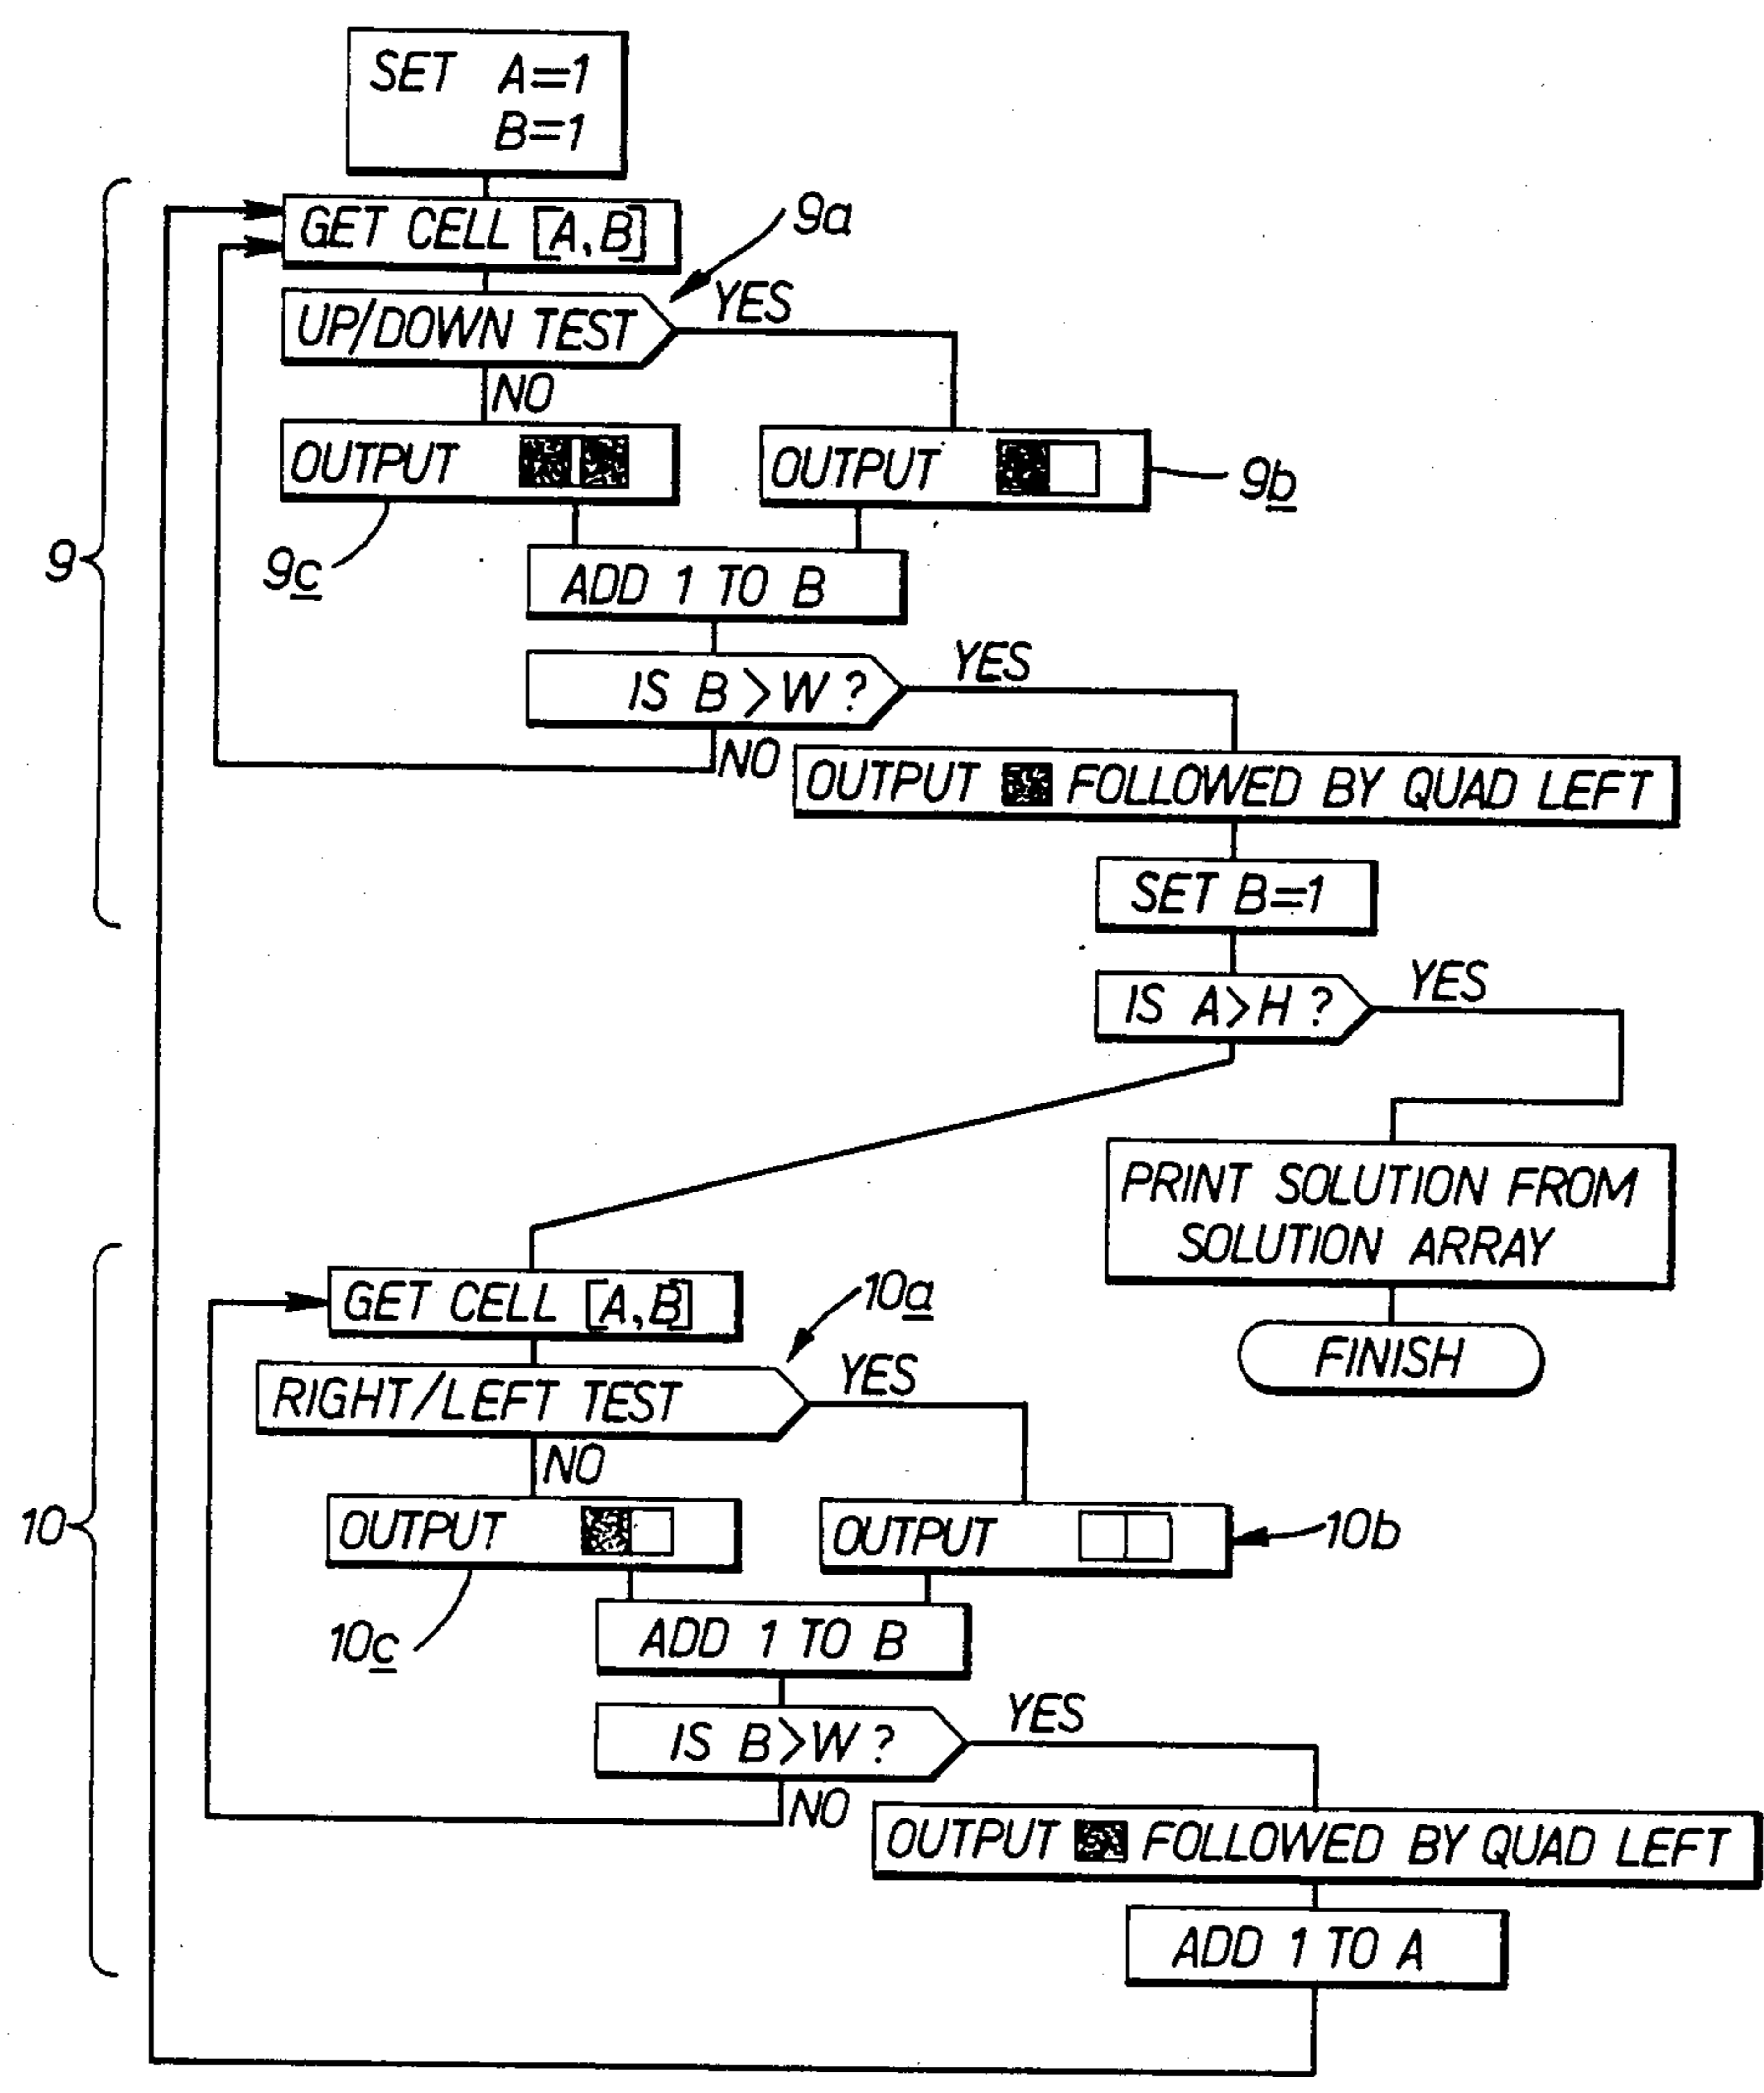 SET A=1
B=1
GET CELL [A,B]
9a
UP/DOWN TEST
YES
NO
OUTPUT
OUTPUT
9b
9c
9
ADD 1 TO B
IS B>W?
YES
NO
OUTPUT FOLLOWED BY QUAD LEFT
SET B=1
IS A>H?
YES
PRINT SOLUTION FROM
SOLUTION ARRAY
FINISH
GET CELL [A,B]
10a
RIGHT/LEFT TEST
YES
NO
OUTPUT
OUTPUT
10b
10c
10
ADD 1 TO B
IS B>W?
YES
NO
OUTPUT FOLLOWED BY QUAD LEFT
ADD 1 TO A